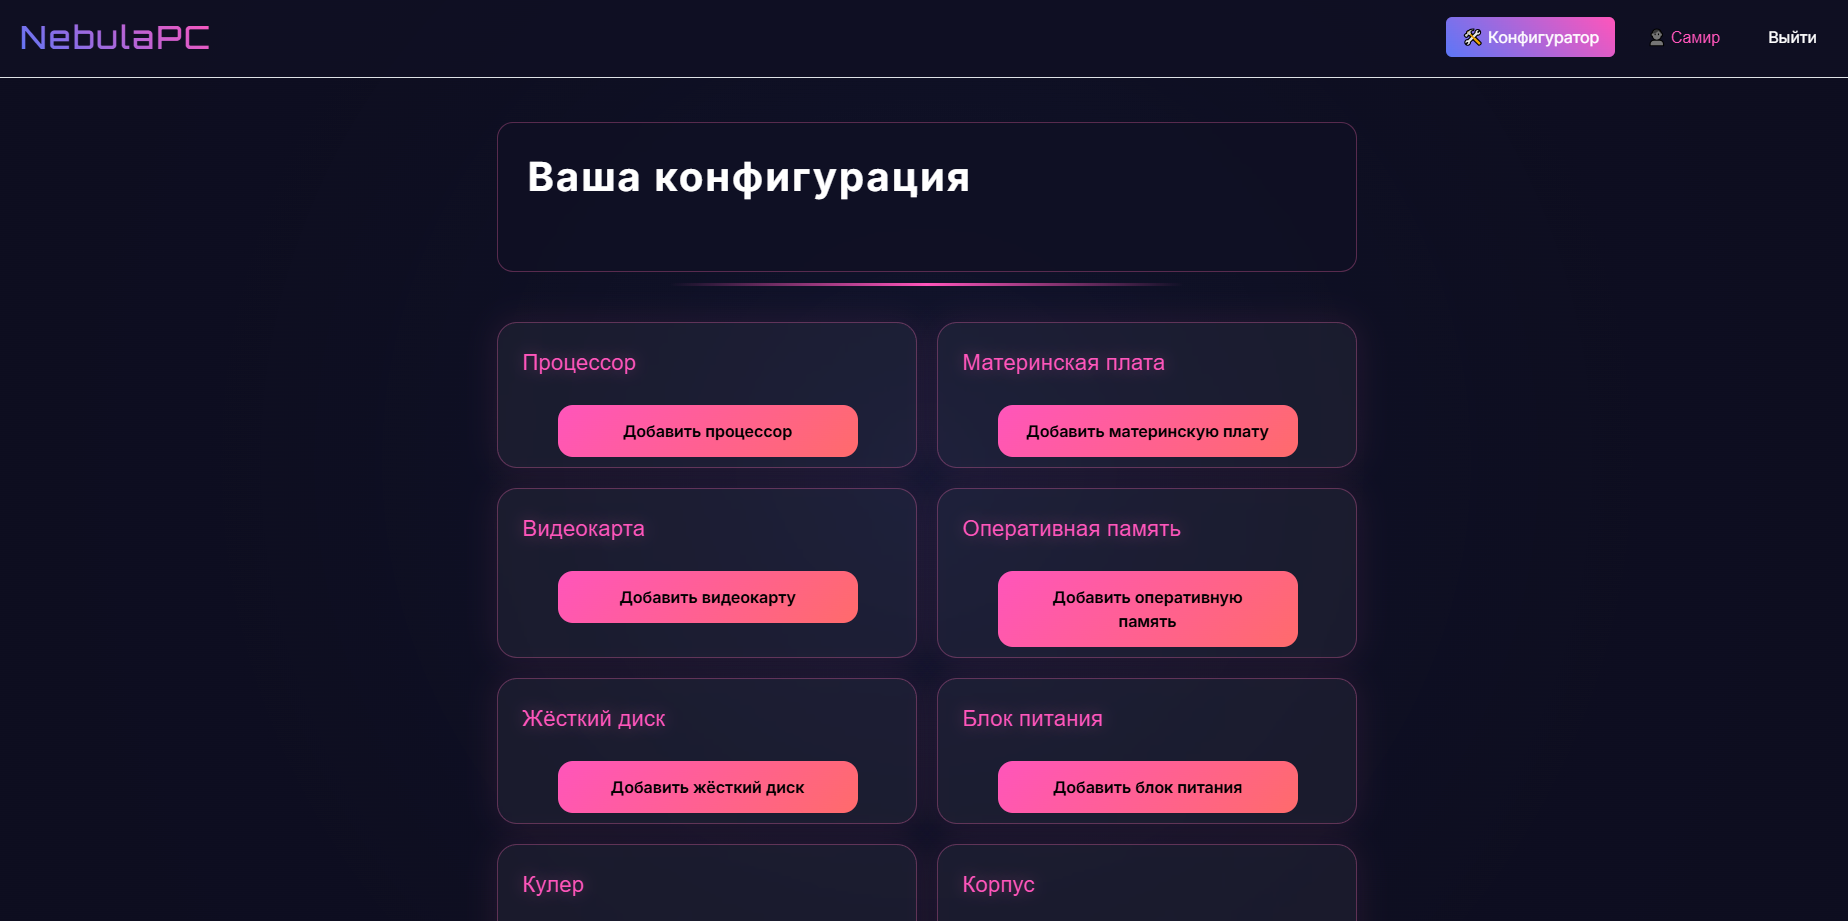 NebulaPC
🛠 Конфигуратор
Самир
Выйти
Ваша конфигурация
Процессор
Материнская плата
Добавить процессор
Добавить материнскую плату
Видеокарта
Оперативная память
Добавить видеокарту
Добавить оперативную
память
Жёсткий диск
Блок питания
Добавить жёсткий диск
Добавить блок питания
Кулер
Корпус